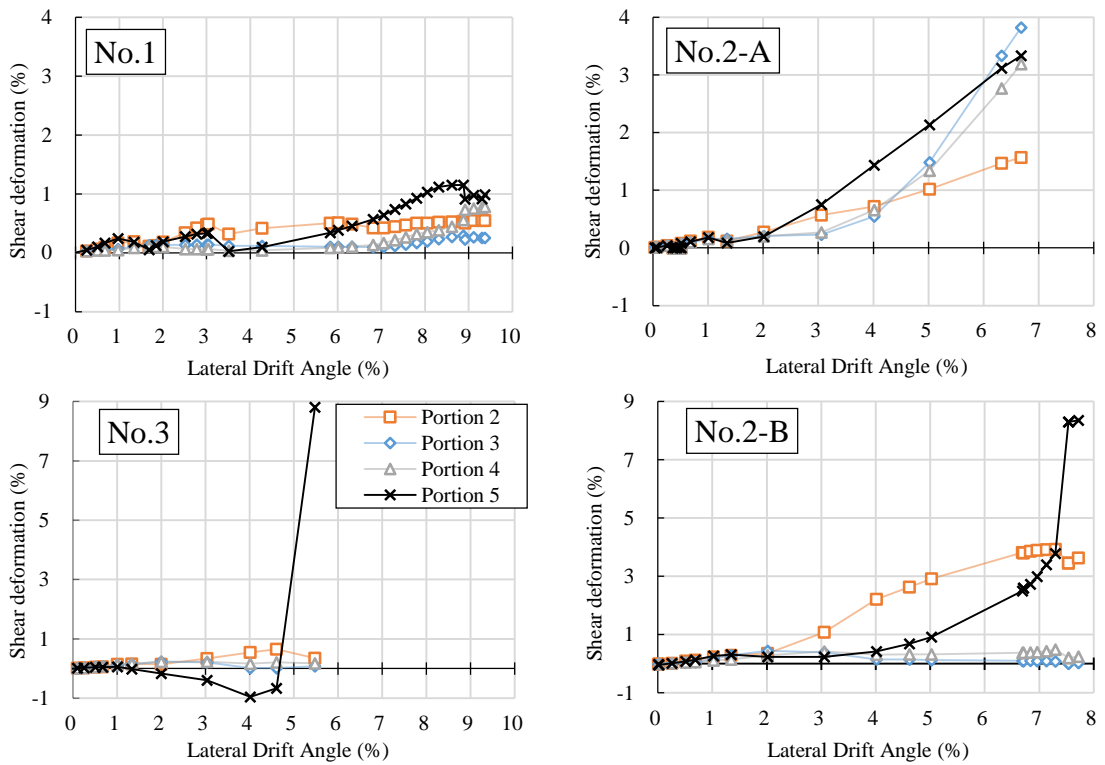 No.1
Shear deformation (%)
4
3
2
1
0
-1
0 1 2 3 4 5 6 7 8 9 10
Lateral Drift Angle (%)
No.2-A
Shear deformation (%)
4
3
2
1
0
-1
0 1 2 3 4 5 6 7 8
Lateral Drift Angle (%)
No.3
Shear deformation (%)
9
7
5
3
1
-1
0 1 2 3 4 5 6 7 8 9 10
Lateral Drift Angle (%)
Portion 2
Portion 3
Portion 4
Portion 5
No.2-B
Shear deformation (%)
9
7
5
3
1
-1
0 1 2 3 4 5 6 7 8
Lateral Drift Angle (%)